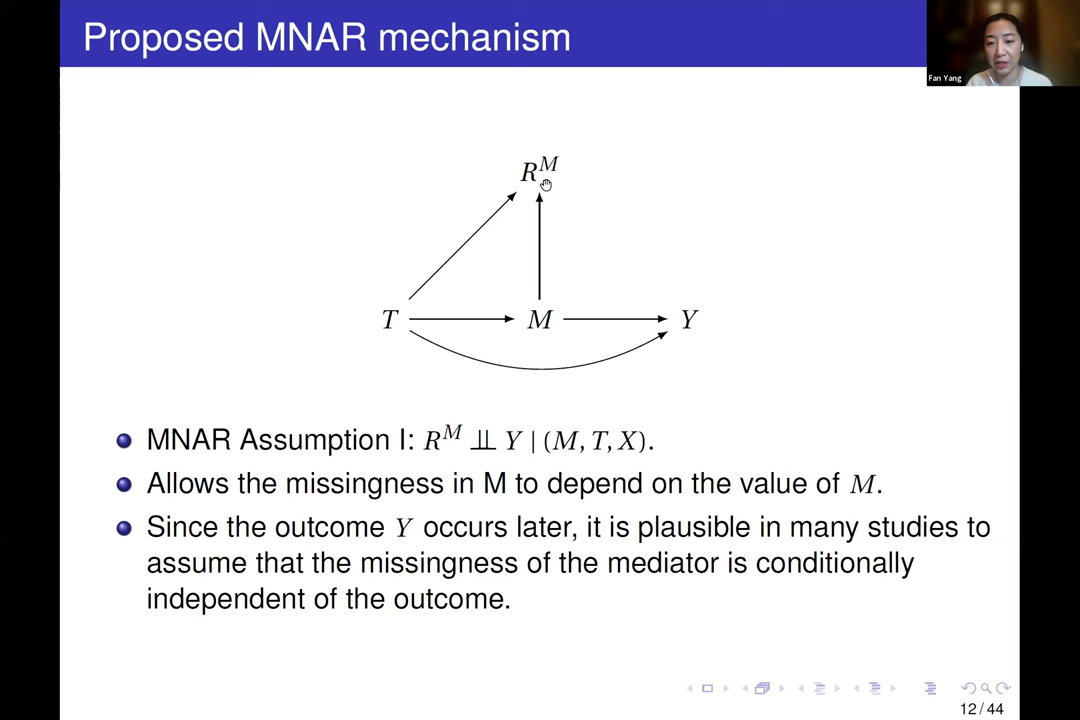 Proposed MNAR mechanism
Fan Yang
R^M
T
M
Y
MNAR Assumption I: R^M ⫫ Y | (M, T, X).
Allows the missingness in M to depend on the value of M.
Since the outcome Y occurs later, it is plausible in many studies to
assume that the missingness of the mediator is conditionally
independent of the outcome.
12 / 44